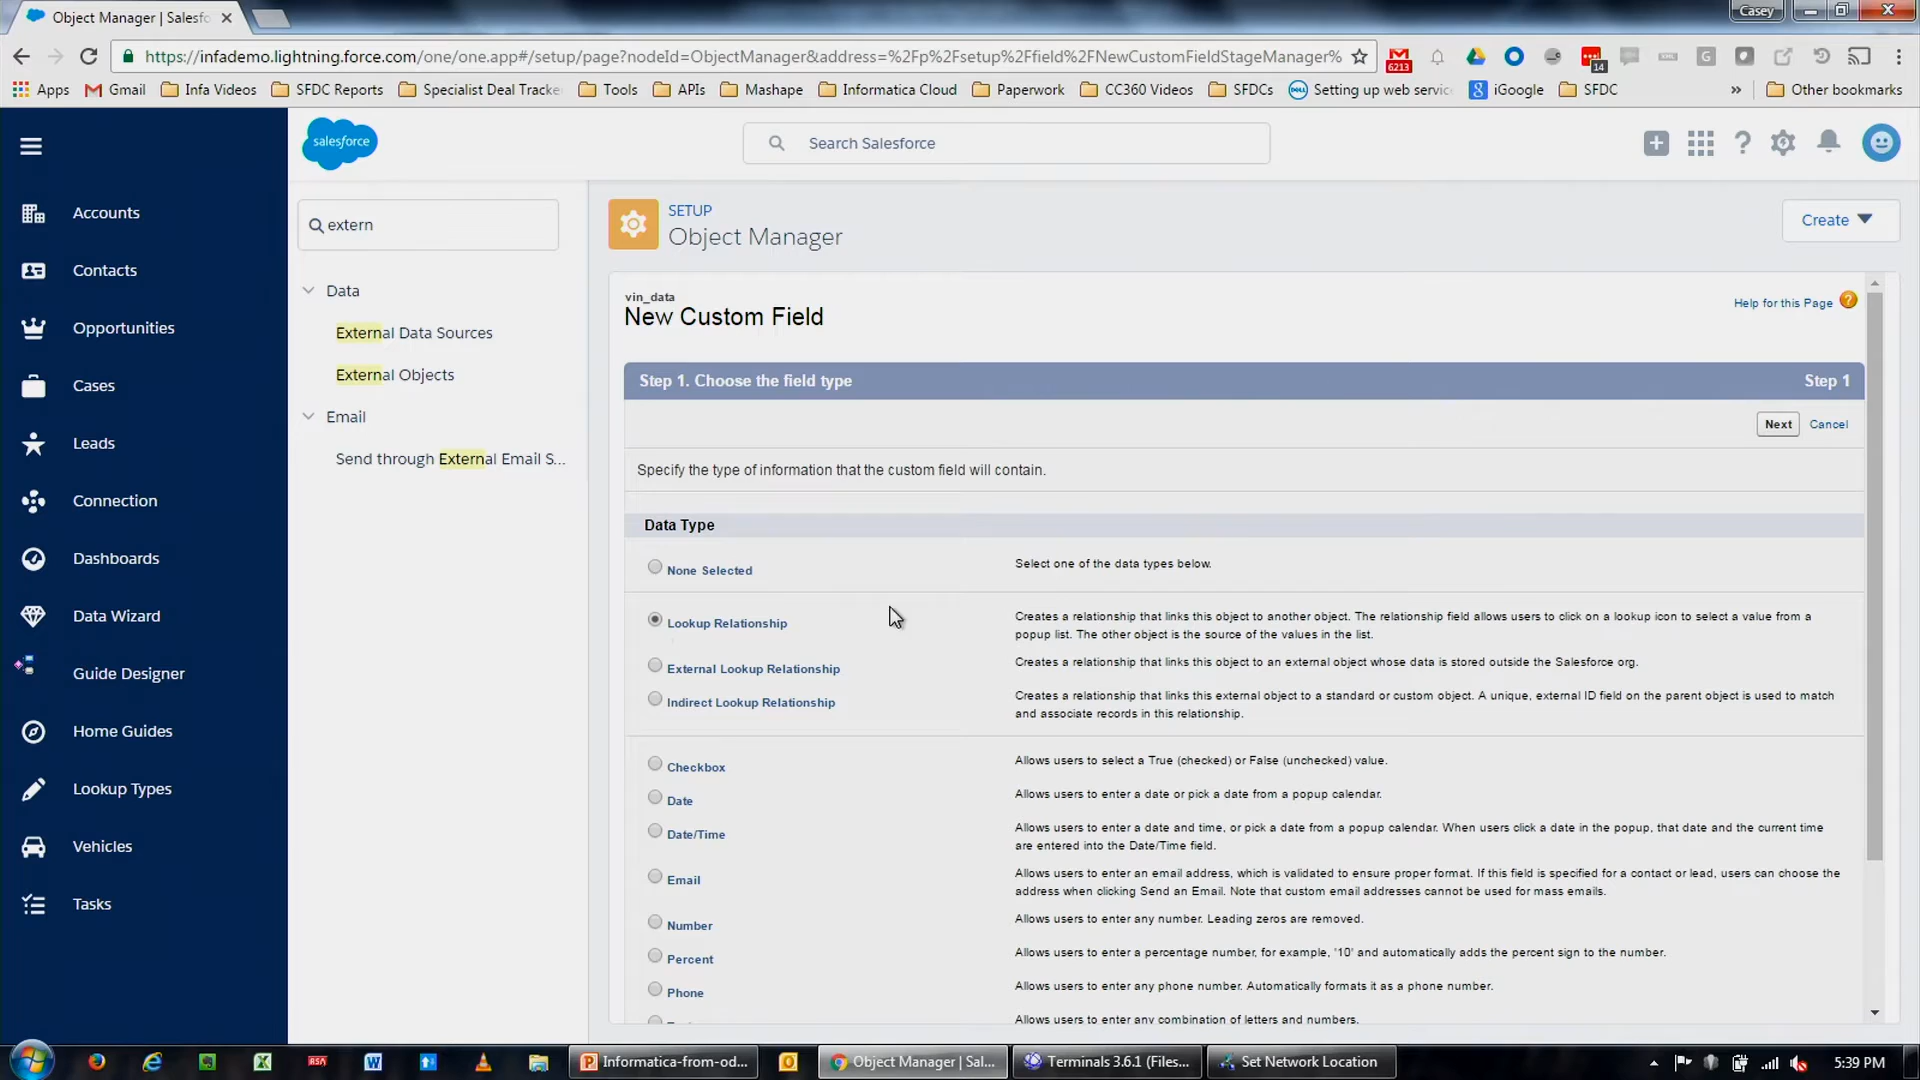 Object Manager | Salesfo
Casey
https://infademo.lightning.force.com/one/one.app#/setup/page?nodeId=ObjectManager&address=%2Fp%2Fsetup%2Ffield%2FNewCustomFieldStageManager%
6213
14
Apps
Gmail
Infa Videos
SFDC Reports
Specialist Deal Tracke
Tools
APIs
Mashape
Informatica Cloud
Paperwork
CC360 Videos
SFDCs
Setting up web servic
iGoogle
SFDC
»
Other bookmarks
salesforce
Search Salesforce
Accounts
Contacts
Opportunities
Cases
Leads
Connection
Dashboards
Data Wizard
Guide Designer
Home Guides
Lookup Types
Vehicles
Tasks
extern
Data
External Data Sources
External Objects
Email
Send through External Email S...
SETUP
Object Manager
Create
vin_data
New Custom Field
Help for this Page
Step 1. Choose the field type
Step 1
Next
Cancel
Specify the type of information that the custom field will contain.
Data Type
None Selected
Select one of the data types below.
Lookup Relationship
Creates a relationship that links this object to another object. The relationship field allows users to click on a lookup icon to select a value from a
popup list. The other object is the source of the values in the list.
External Lookup Relationship
Creates a relationship that links this object to an external object whose data is stored outside the Salesforce org.
Indirect Lookup Relationship
Creates a relationship that links this external object to a standard or custom object. A unique, external ID field on the parent object is used to match
and associate records in this relationship.
Checkbox
Allows users to select a True (checked) or False (unchecked) value.
Date
Allows users to enter a date or pick a date from a popup calendar.
Date/Time
Allows users to enter a date and time, or pick a date from a popup calendar. When users click a date in the popup, that date and the current time
are entered into the Date/Time field.
Email
Allows users to enter an email address, which is validated to ensure proper format. If this field is specified for a contact or lead, users can choose the
address when clicking Send an Email. Note that custom email addresses cannot be used for mass emails.
Number
Allows users to enter any number. Leading zeros are removed.
Percent
Allows users to enter a percentage number, for example, '10' and automatically adds the percent sign to the number.
Phone
Allows users to enter any phone number. Automatically formats it as a phone number.
Allows users to enter any combination of letters and numbers.
RSA
Informatica-from-od...
Object Manager | Sal...
Terminals 3.6.1 (Files...
Set Network Location
5:39 PM